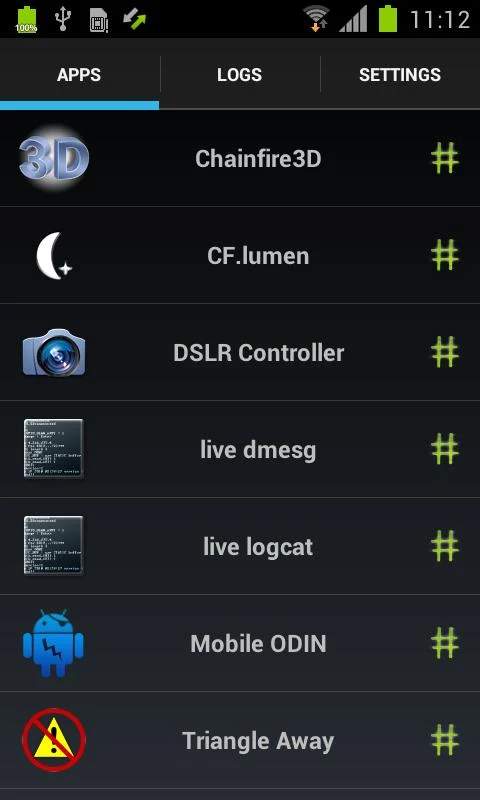 100%
11:12
APPS
LOGS
SETTINGS
3D
Chainfire3D
#
CF.lumen
#
DSLR Controller
#
live dmesg
#
live logcat
#
Mobile ODIN
#
Triangle Away
#